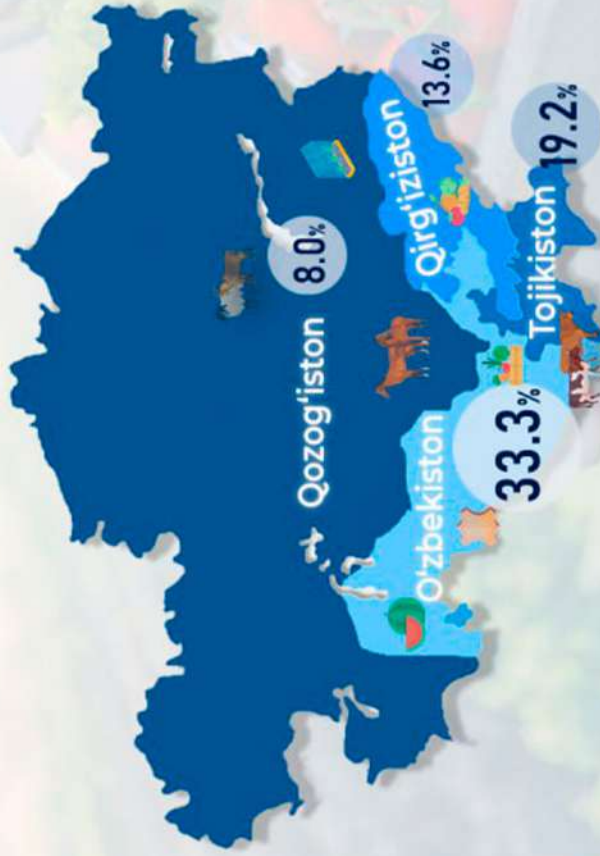 Qozog‘iston
8.0%
Qirg‘iziston
13.6%
O‘zbekiston
33.3%
Tojikiston
19.2%